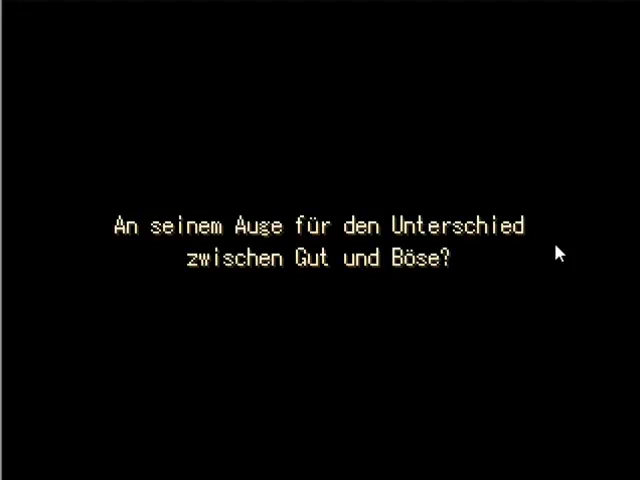 An seinem Auge für den Unterschied
zwischen Gut und Böse?